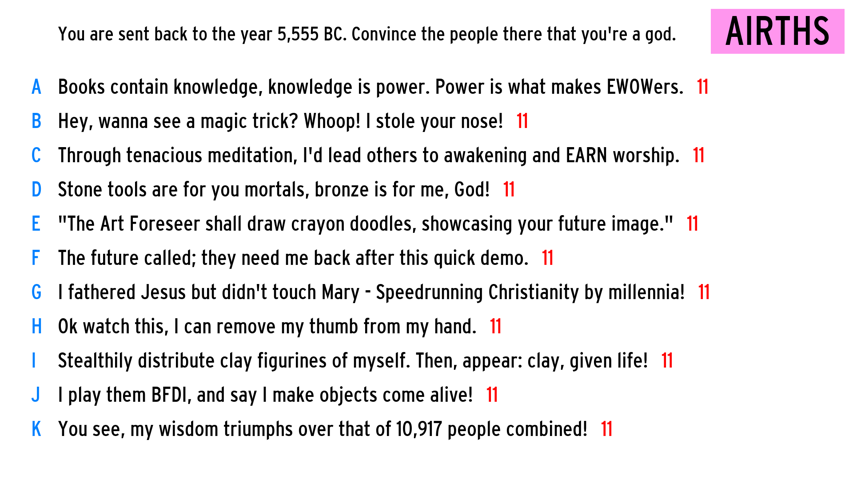 You are sent back to the year 5,555 BC. Convince the people there that you're a god.
AIRTHS
A Books contain knowledge, knowledge is power. Power is what makes EWOWers. 11
B Hey, wanna see a magic trick? Whoop! I stole your nose! 11
C Through tenacious meditation, I'd lead others to awakening and EARN worship. 11
D Stone tools are for you mortals, bronze is for me, God! 11
E "The Art Foreseer shall draw crayon doodles, showcasing your future image." 11
F The future called; they need me back after this quick demo. 11
G I fathered Jesus but didn't touch Mary - Speedrunning Christianity by millennia! 11
H Ok watch this, I can remove my thumb from my hand. 11
I Stealthily distribute clay figurines of myself. Then, appear: clay, given life! 11
J I play them BFDI, and say I make objects come alive! 11
K You see, my wisdom triumphs over that of 10,917 people combined! 11